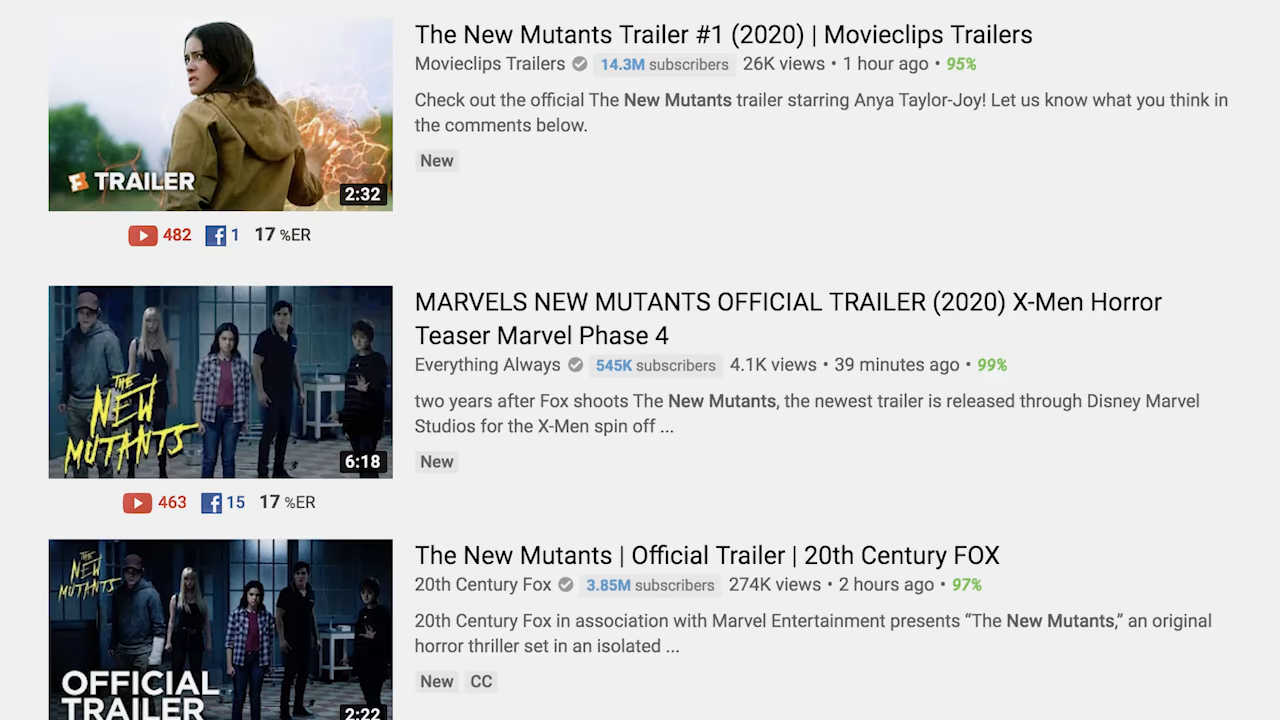 The New Mutants Trailer #1 (2020) | Movieclips Trailers
Movieclips Trailers 14.3M subscribers 26K views • 1 hour ago • 95%
Check out the official The New Mutants trailer starring Anya Taylor-Joy! Let us know what you think in
the comments below.
New
TRAILER
2:32
482 1 17 %ER
MARVELS NEW MUTANTS OFFICIAL TRAILER (2020) X-Men Horror
Teaser Marvel Phase 4
Everything Always 545K subscribers 4.1K views • 39 minutes ago • 99%
two years after Fox shoots The New Mutants, the newest trailer is released through Disney Marvel
Studios for the X-Men spin off ...
New
THE
NEW
MUTANTS
6:18
463 15 17 %ER
The New Mutants | Official Trailer | 20th Century FOX
20th Century Fox 3.85M subscribers 274K views • 2 hours ago • 97%
20th Century Fox in association with Marvel Entertainment presents “The New Mutants,” an original
horror thriller set in an isolated ...
New CC
THE
NEW
MUTANTS
OFFICIAL
TRAILER
2:22